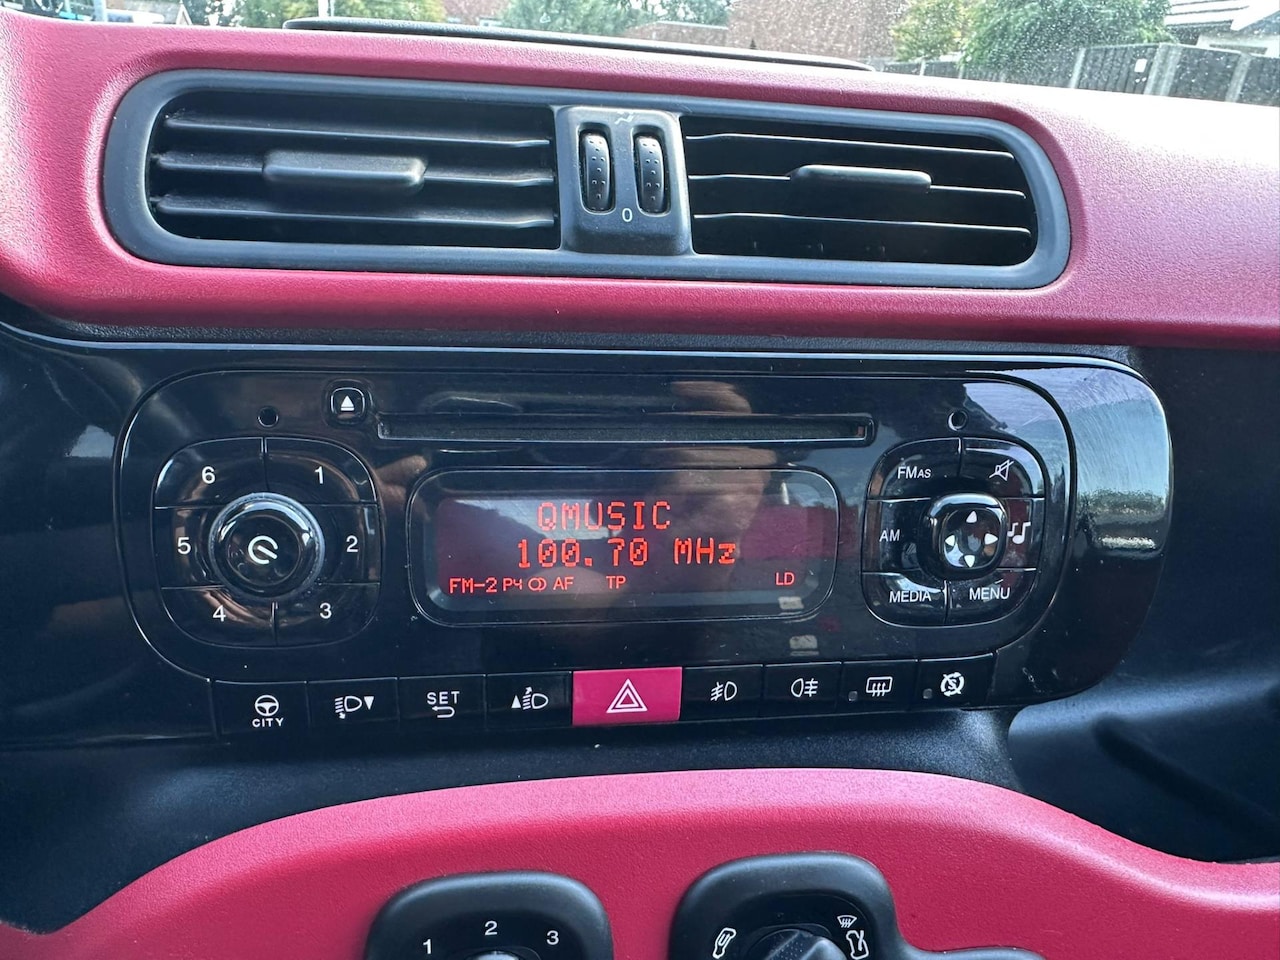 0
6 1
5 2
4 3
QMUSIC
100.70 MHz
FM-2 P4 AF TP LD
FMAS
AM
MEDIA MENU
CITY
SET
1 2 3